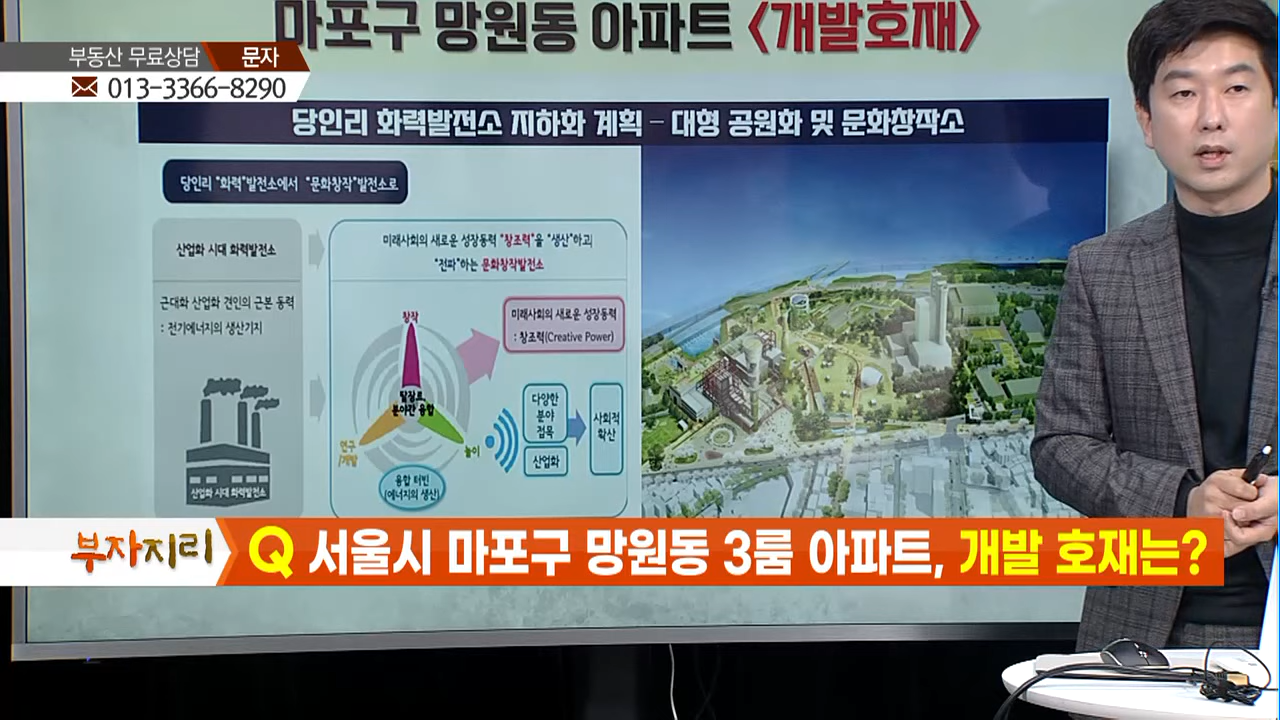 마포구 망원동 아파트 <개발호재>
부동산 무료상담 문자
013-3366-8290
당인리 화력발전소 지하화 계획 - 대형 공원화 및 문화창작소
당인리 "화력"발전소에서 "문화창작"발전소로
산업화 시대 화력발전소
근대화 산업화 견인의 근본 동력
: 전기에너지의 생산기지
산업화 시대 화력발전소
미래사회의 새로운 성장동력 "창조력"을 "생산"하고
"전파"하는 문화창작발전소
창작
미래사회의 새로운 성장동력
: 창조력(Creative Power)
탈장르
분야간 융합
연구
/개발
놀이
융합 터빈
(에너지의 생산)
다양한
분야
접목
산업화
사회적
확산
부자지리
Q 서울시 마포구 망원동 3룸 아파트, 개발 호재는?